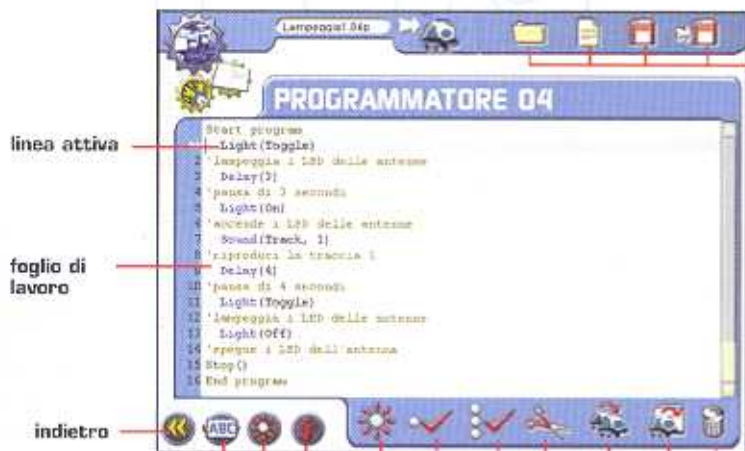 Lampeggia1.04p
PROGRAMMATORE 04
linea attiva
foglio di
lavoro
indietro
Start program
1 Light(Toggle)
2 'lampeggia i LED delle antenne
3 Delay(3)
4 'pausa di 3 secondi
5 Light(On)
6 'accende i LED delle antenne
7 Sound(Track, 1)
8 'riproduci la traccia 1
9 Delay(4)
10 'pausa di 4 secondi
11 Light(Toggle)
12 'lampeggia i LED delle antenne
13 Light(Off)
14 'spegne i LED dell'antenna
15 Stop()
16 End program
ABC